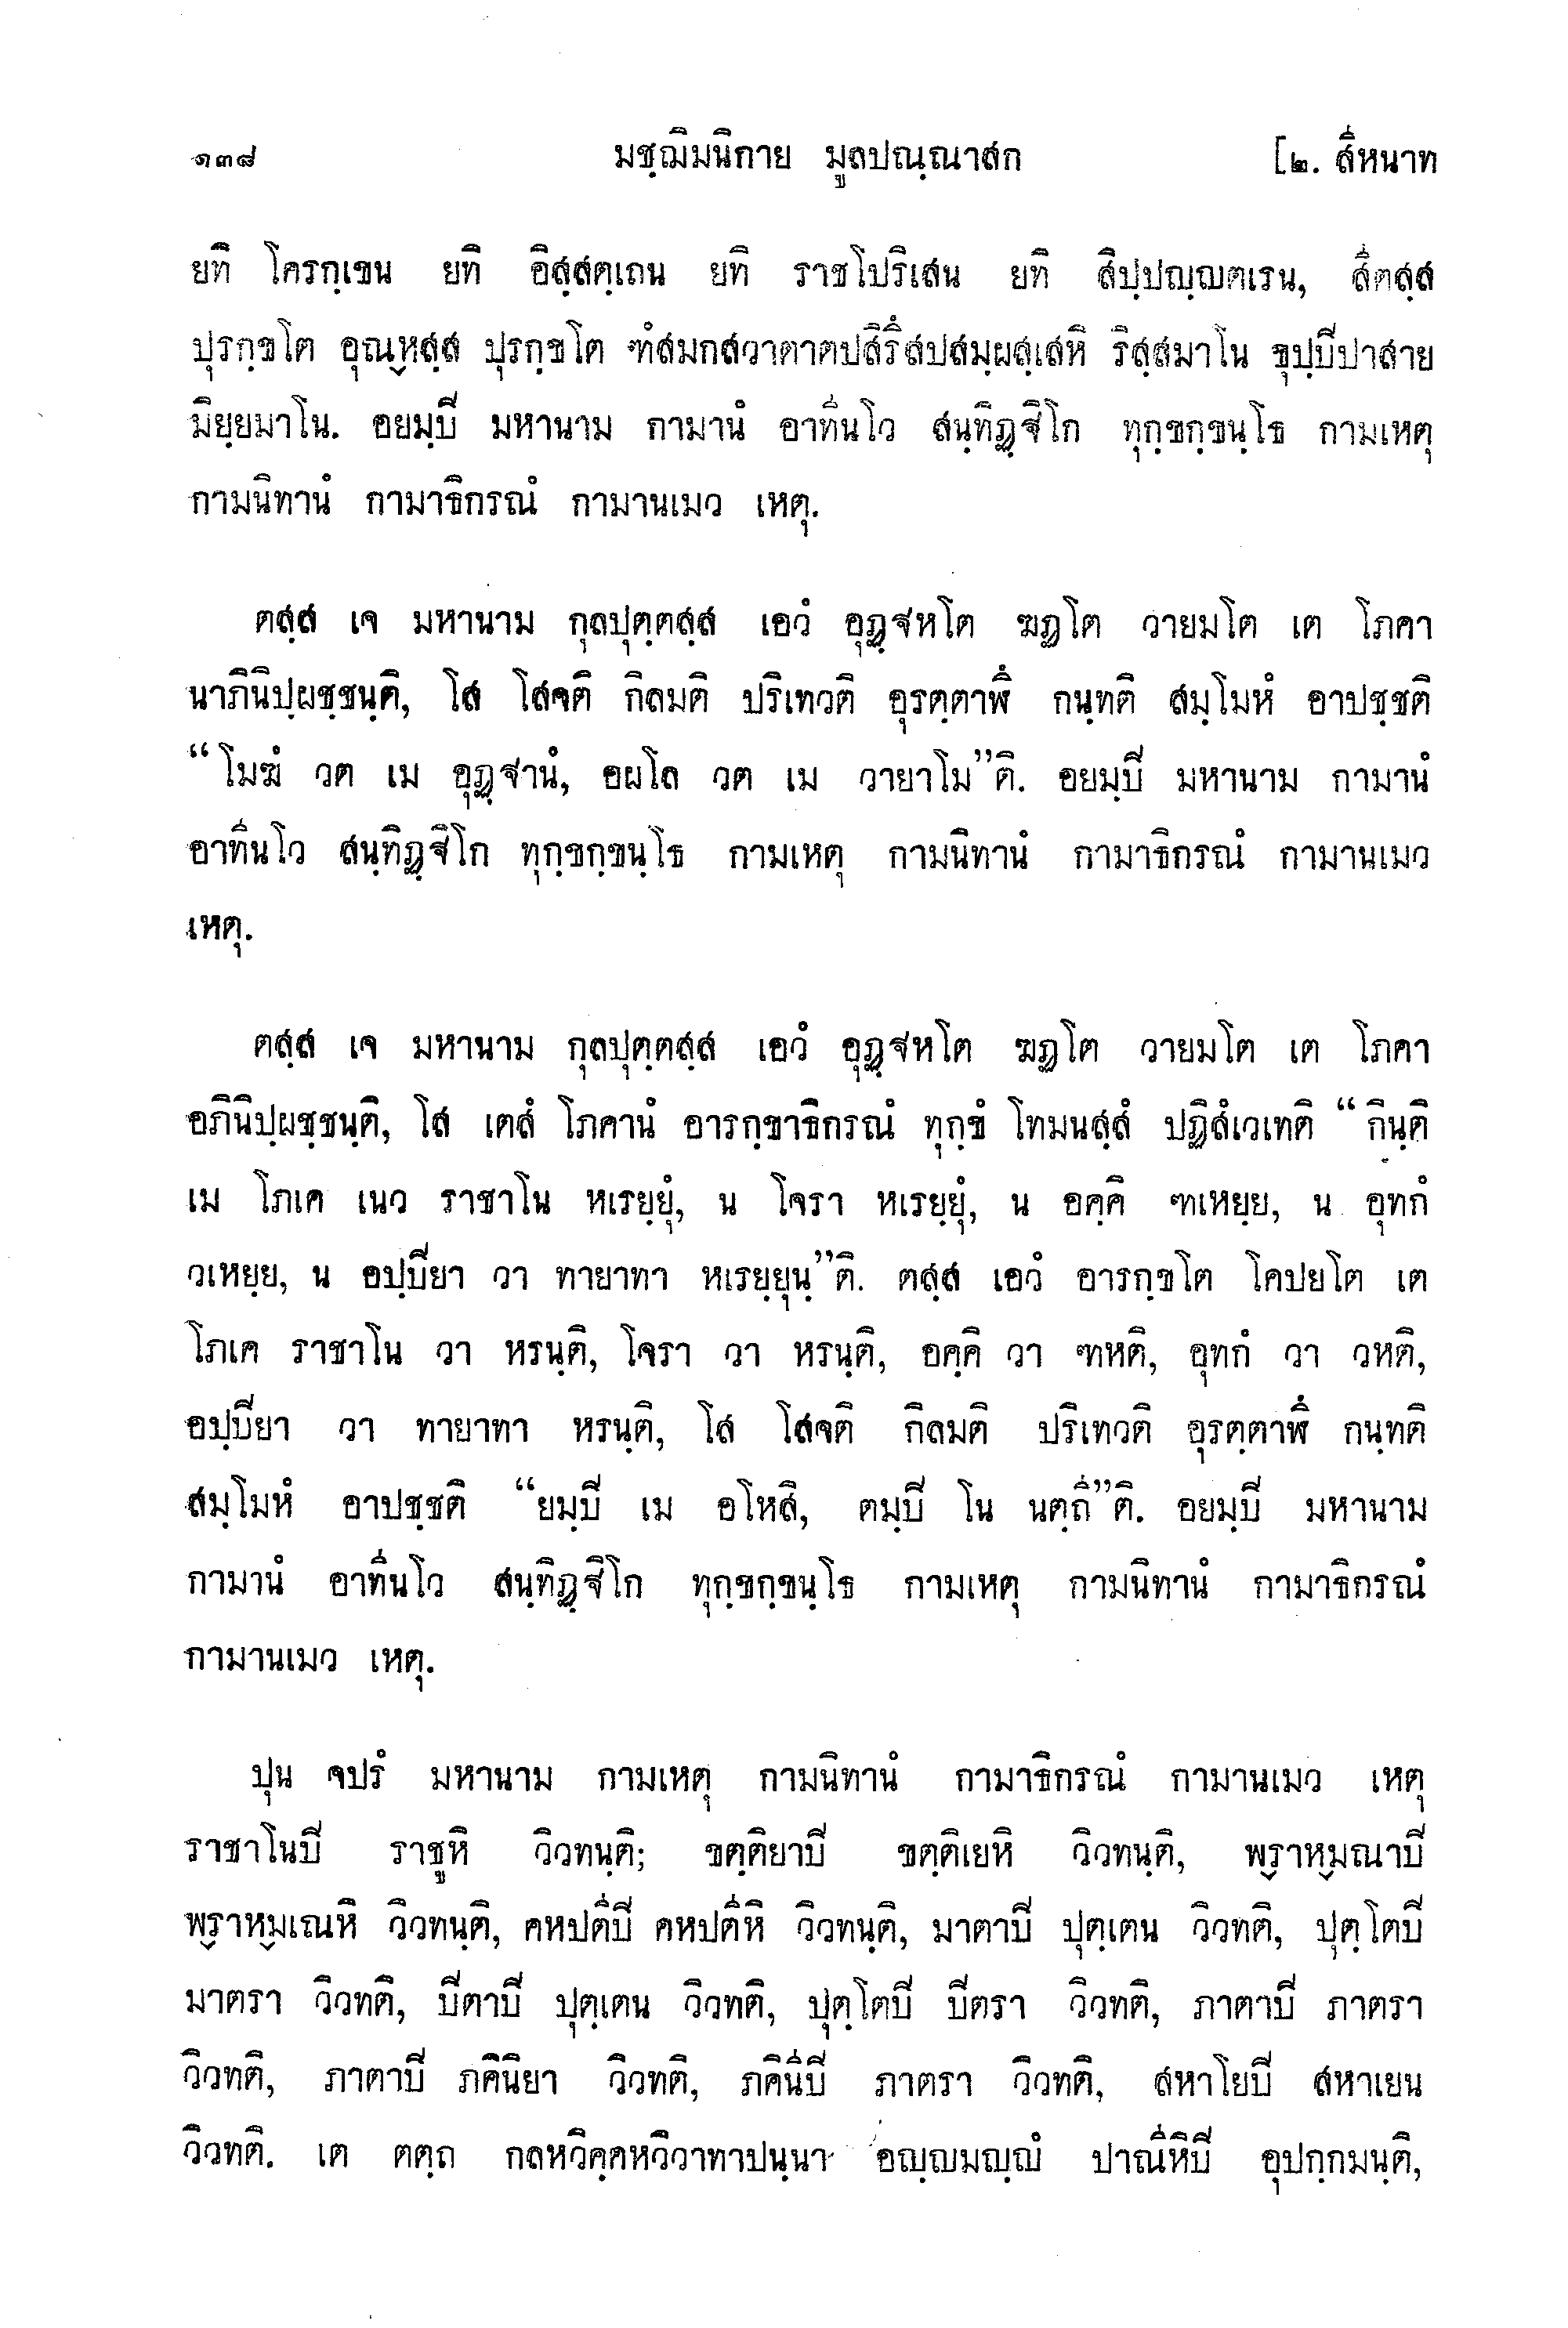 ๑๓๘ มชฺฌิมนิกาย มูลปณฺณาสก [๒. สีหนาท
ยทิ โครกฺเขน ยทิ อิสฺสตฺเถน ยทิ ราชโปริเสน ยทิ สิปฺปญฺญตเรน, สีตสฺส
ปุรกฺขโต อุณฺหสฺส ปุรกฺขโต ฑํสมกสวาตาตปสิรึสปสมฺผสฺเสหิ ริสฺสมาโน ขุปฺปิปาสาย
มิยฺยมาโน. อยมฺปิ มหานาม กามานํ อาทีนโว สนฺทิฏฺฐิโก ทุกฺขกฺขนฺโธ กามเหตุ
กามนิทานํ กามาธิกรณํ กามานเมว เหตุ.
ตสฺส เจ มหานาม กุลปุตฺตสฺส เอวํ อุฏฺฐหโต ฆฏโต วายมโต เต โภคา
นาภินิปฺผชฺชนฺติ, โส โสจติ กิลมติ ปริเทวติ อุรตฺตาฬึ กนฺทติ สมฺโมหํ อาปชฺชติ
“โมฆํ วต เม อุฏฺฐานํ, อผโล วต เม วายาโม”ติ. อยมฺปิ มหานาม กามานํ
อาทีนโว สนฺทิฏฺฐิโก ทุกฺขกฺขนฺโธ กามเหตุ กามนิทานํ กามาธิกรณํ กามานเมว
เหตุ.
ตสฺส เจ มหานาม กุลปุตฺตสฺส เอวํ อุฏฺฐหโต ฆฏโต วายมโต เต โภคา
อภินิปฺผชฺชนฺติ, โส เตสํ โภคานํ อารกฺขาธิกรณํ ทุกฺขํ โทมนสฺสํ ปฏิสํเวเทติ “กินฺติ
เม โภเค เนว ราชาโน หเรยฺยุํ, น โจรา หเรยฺยุํ, น อคฺคิ ฑเหยฺย, น อุทกํ
วเหยฺย, น อปฺปิยา วา ทายาทา หเรยฺยุนฺ”ติ. ตสฺส เอวํ อารกฺขโต โคปยโต เต
โภเค ราชาโน วา หรนฺติ, โจรา วา หรนฺติ, อคฺคิ วา ฑหติ, อุทกํ วา วหติ,
อปฺปิยา วา ทายาทา หรนฺติ, โส โสจติ กิลมติ ปริเทวติ อุรตฺตาฬึ กนฺทติ
สมฺโมหํ อาปชฺชติ “ยมฺปิ เม อโหสิ, ตมฺปิ โน นตฺถี”ติ. อยมฺปิ มหานาม
กามานํ อาทีนโว สนฺทิฏฺฐิโก ทุกฺขกฺขนฺโธ กามเหตุ กามนิทานํ กามาธิกรณํ
กามานเมว เหตุ.
ปุน จปรํ มหานาม กามเหตุ กามนิทานํ กามาธิกรณํ กามานเมว เหตุ
ราชาโนปิ ราชูหิ วิวทนฺติ; ขตฺติยาปิ ขตฺติเยหิ วิวทนฺติ, พฺราหฺมณาปิ
พฺราหฺมเณหิ วิวทนฺติ, คหปตีปิ คหปตีหิ วิวทนฺติ, มาตาปิ ปุตฺเตน วิวทติ, ปุตฺโตปิ
มาตรา วิวทติ, ปิตาปิ ปุตฺเตน วิวทติ, ปุตฺโตปิ ปิตรา วิวทติ, ภาตาปิ ภาตรา
วิวทติ, ภาตาปิ ภคินิยา วิวทติ, ภคินีปิ ภาตรา วิวทติ, สหาโยปิ สหาเยน
วิวทติ. เต ตตฺถ กลหวิคฺคหวิวาทาปนฺนา อญฺญมญฺญํ ปาณีหิปิ อุปกฺกมนฺติ,